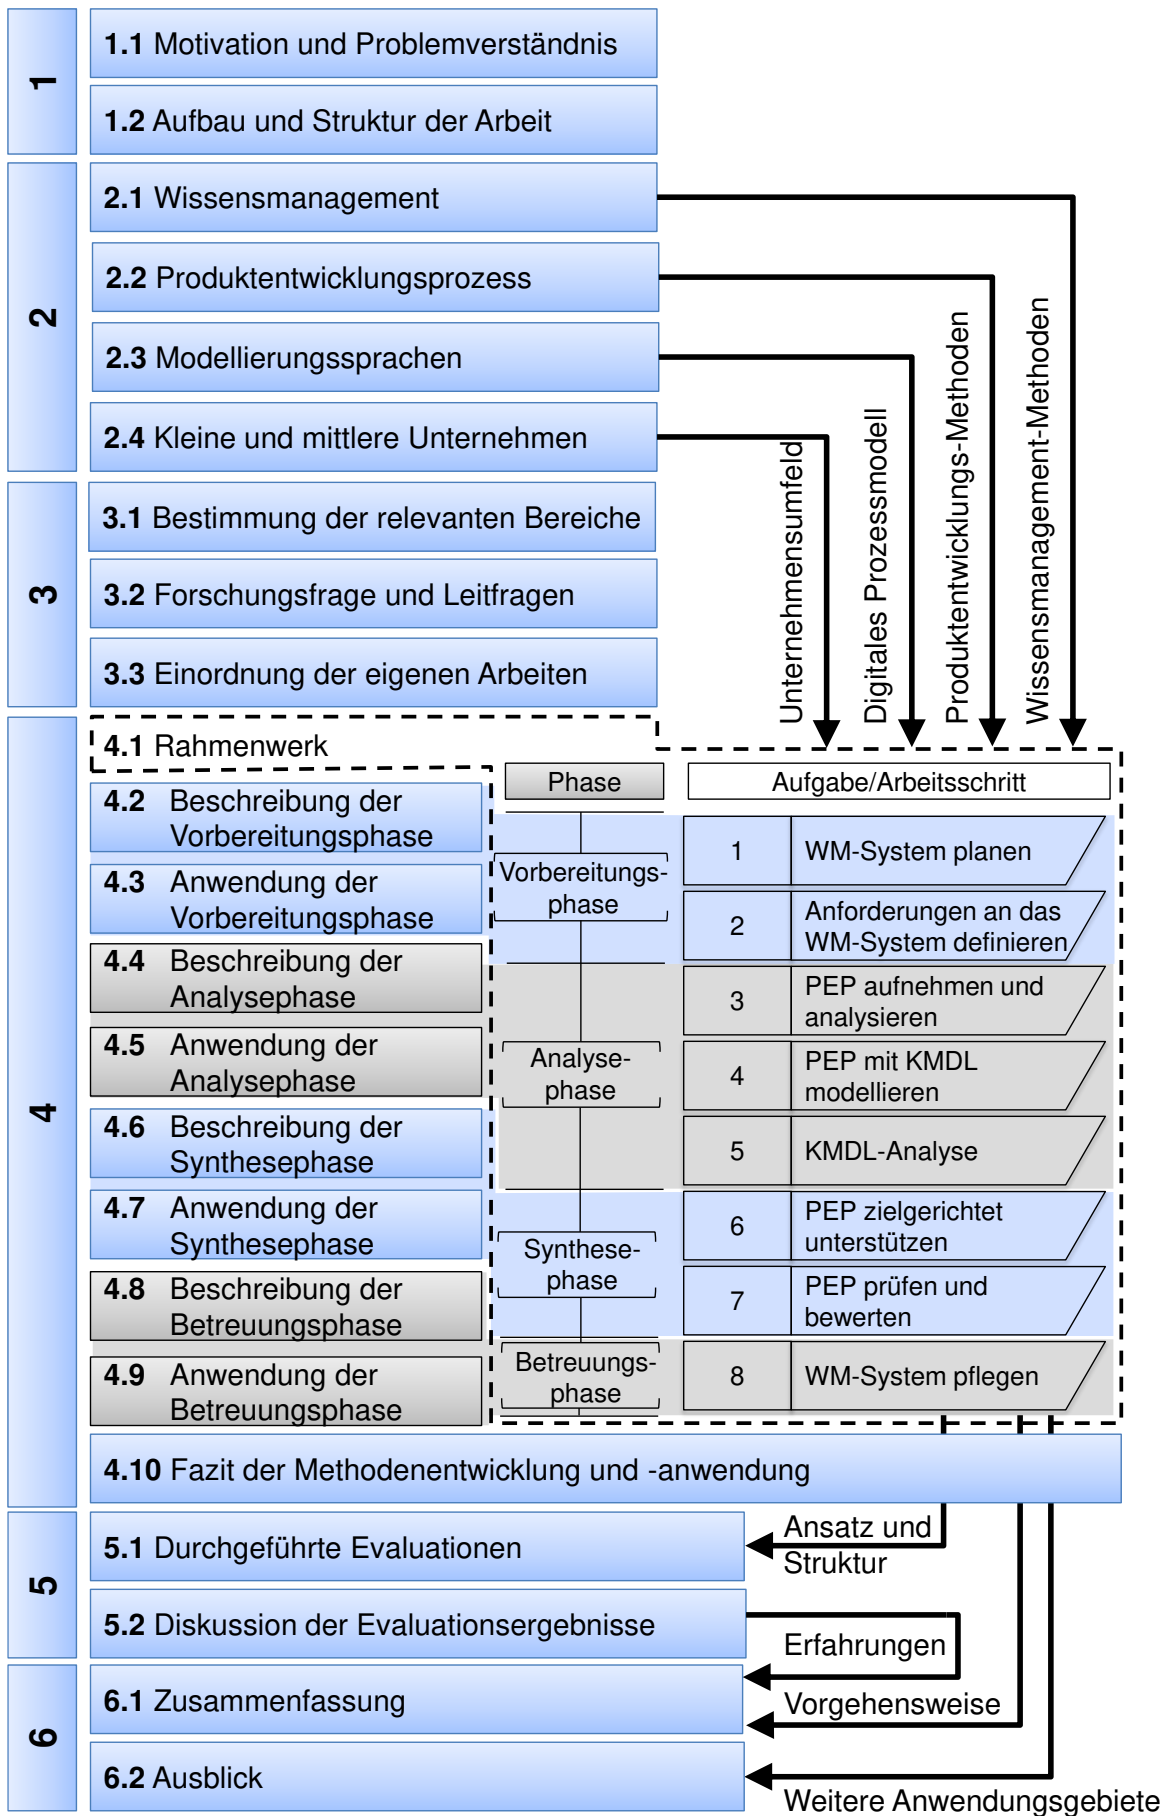 1
1.1 Motivation und Problemverständnis
1.2 Aufbau und Struktur der Arbeit
2
2.1 Wissensmanagement
2.2 Produktentwicklungsprozess
2.3 Modellierungssprachen
2.4 Kleine und mittlere Unternehmen
Unternehmensumfeld
Digitales Prozessmodell
Produktentwicklungs-Methoden
Wissensmanagement-Methoden
3
3.1 Bestimmung der relevanten Bereiche
3.2 Forschungsfrage und Leitfragen
3.3 Einordnung der eigenen Arbeiten
4
4.1 Rahmenwerk
4.2 Beschreibung der
Vorbereitungsphase
4.3 Anwendung der
Vorbereitungsphase
4.4 Beschreibung der
Analysephase
4.5 Anwendung der
Analysephase
4.6 Beschreibung der
Synthesephase
4.7 Anwendung der
Synthesephase
4.8 Beschreibung der
Betreuungsphase
4.9 Anwendung der
Betreuungsphase
Phase
Vorbereitungs-
phase
Analyse-
phase
Synthese-
phase
Betreuungs-
phase
Aufgabe/Arbeitsschritt
1 WM-System planen
2 Anforderungen an das
WM-System definieren
3 PEP aufnehmen und
analysieren
4 PEP mit KMDL
modellieren
5 KMDL-Analyse
6 PEP zielgerichtet
unterstützen
7 PEP prüfen und
bewerten
8 WM-System pflegen
4.10 Fazit der Methodenentwicklung und -anwendung
5
5.1 Durchgeführte Evaluationen
Ansatz und
Struktur
5.2 Diskussion der Evaluationsergebnisse
Erfahrungen
6
6.1 Zusammenfassung
Vorgehensweise
6.2 Ausblick
Weitere Anwendungsgebiete